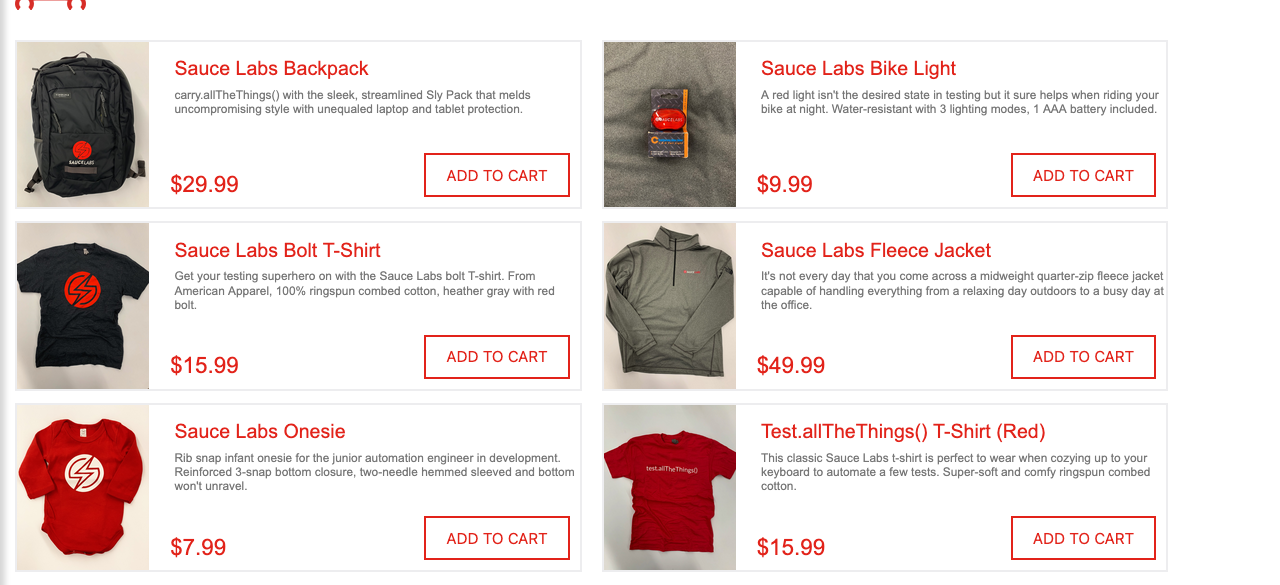 Sauce Labs Backpack
carry.allTheThings() with the sleek, streamlined Sly Pack that melds
uncompromising style with unequaled laptop and tablet protection.
SAUCELABS
$29.99
ADD TO CART
Sauce Labs Bike Light
A red light isn't the desired state in testing but it sure helps when riding your
bike at night. Water-resistant with 3 lighting modes, 1 AAA battery included.
SAUCELABS
$9.99
ADD TO CART
Sauce Labs Bolt T-Shirt
Get your testing superhero on with the Sauce Labs bolt T-shirt. From
American Apparel, 100% ringspun combed cotton, heather gray with red
bolt.
$15.99
ADD TO CART
Sauce Labs Fleece Jacket
It's not every day that you come across a midweight quarter-zip fleece jacket
capable of handling everything from a relaxing day outdoors to a busy day at
the office.
$49.99
ADD TO CART
Sauce Labs Onesie
Rib snap infant onesie for the junior automation engineer in development.
Reinforced 3-snap bottom closure, two-needle hemmed sleeved and bottom
won't unravel.
$7.99
ADD TO CART
Test.allTheThings() T-Shirt (Red)
This classic Sauce Labs t-shirt is perfect to wear when cozying up to your
keyboard to automate a few tests. Super-soft and comfy ringspun combed
cotton.
test.allTheThings()
$15.99
ADD TO CART